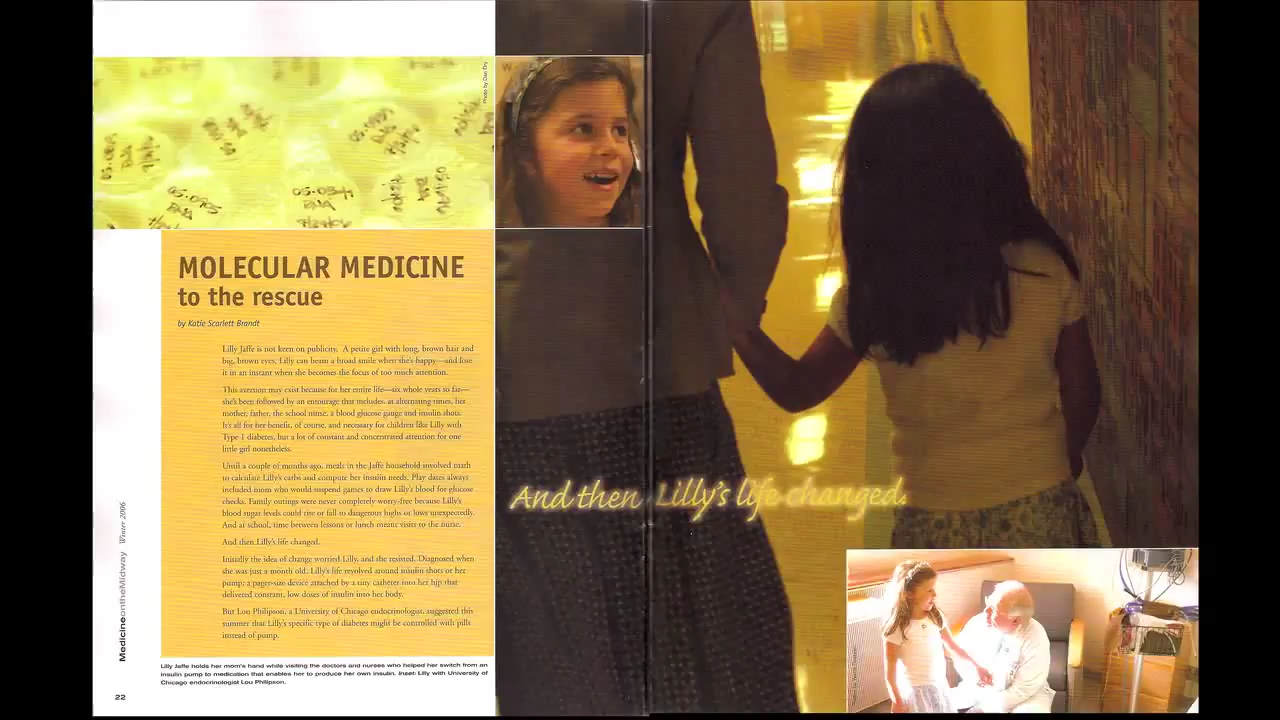 Photo by Dan Dry
05-0305
DNA
MOLECULAR MEDICINE
to the rescue
by Katie Scarlett Brandt
Lilly Jaffe is not keen on publicity. A petite girl with long, brown hair and
big, brown eyes, Lilly can beam a broad smile when she's happy—and lose
it in an instant when she becomes the focus of too much attention.
This aversion may exist because for her entire life—six whole years so far—
she's been followed by an entourage that includes, at alternating times, her
mother, father, the school nurse, a blood glucose gauge and insulin shots.
It's all for her benefit, of course, and necessary for children like Lilly with
Type 1 diabetes, but a lot of constant and concentrated attention for one
little girl nonetheless.
Until a couple of months ago, meals in the Jaffe household involved math
to calculate Lilly's carbs and compute her insulin needs. Play dates always
included mom who would suspend games to draw Lilly's blood for glucose
checks. Family outings were never completely worry-free because Lilly's
blood sugar levels could rise or fall to dangerous highs or lows unexpectedly.
And at school, time between lessons or lunch meant visits to the nurse.
And then Lilly's life changed.
Initially the idea of change worried Lilly, and she resisted. Diagnosed when
she was just a month old, Lilly's life revolved around insulin shots or her
pump; a pager-size device attached by a tiny catheter into her hip that
delivered constant, low doses of insulin into her body.
But Lou Philipson, a University of Chicago endocrinologist, suggested this
summer that Lilly's specific type of diabetes might be controlled with pills
instead of pump.
Lilly Jaffe holds her mom's hand while visiting the doctors and nurses who helped her switch from an
insulin pump to medication that enables her to produce her own insulin. Inset: Lilly with University of
Chicago endocrinologist Lou Philipson.
MedicineontheMidway Winter 2006
22
And then Lilly's life changed.